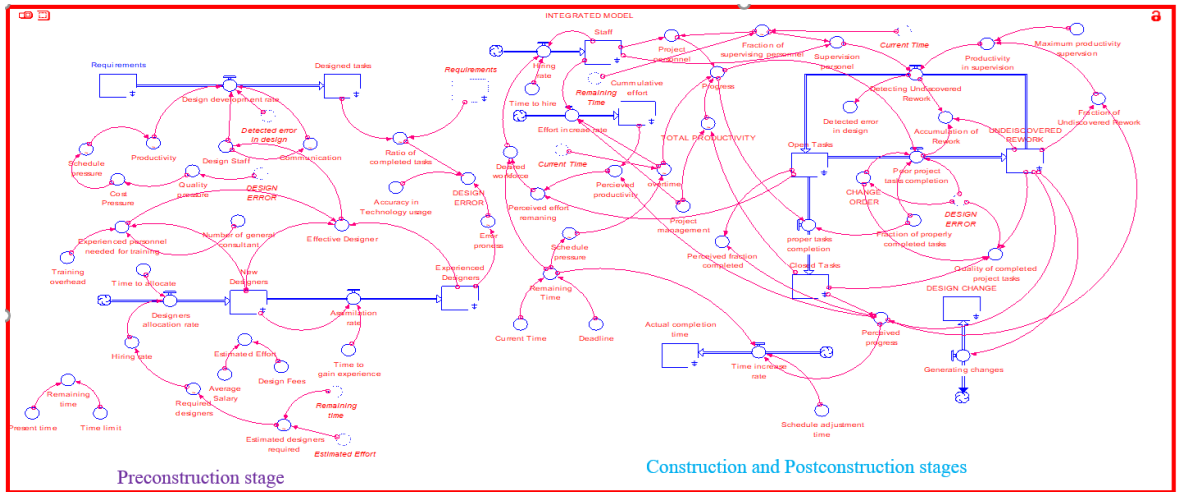 INTEGRATED MODEL
a
Requirements
Designed tasks
Design development rate
Requirements
Detected error
in design
Schedule
pressure
Productivity
Design Staff
Communication
Ratio of
completed tasks
Cost
Pressure
Quality
pressure
DESIGN
ERROR
Accuracy in
Technology usage
DESIGN
ERROR
Error
proness
Experienced personnel
needed for training
Number of general
consultant
Effective Designer
Training
overhead
Time to allocate
New
Designers
Experienced
Designers
Designers
allocation rate
Assimilation
rate
Hiring rate
Estimated Effort
Design Fees
Time to
gain experience
Average
Salary
Remaining
time
Required
designers
Remaining
time
Present time
Time limit
Estimated designers
required
Estimated Effort
Preconstruction stage
Staff
Hiring
rate
Project
personnel
Fraction of
supervising personnel
Current Time
Supervision
personel
Productivity
in supervision
Maximum productivity
supervsion
Time to hire
Remaining
Time
Cummulative
effort
Progress
Detecting Undiscovered
Rework
Effort increae rate
TOTAL PRODUCTIVITY
Detected error
in design
Accumulation of
Rework
UNDISCOVERED
REWORK
Fraction of
Undiscovered Rework
Current Time
Open Tasks
Desired
workforce
Percieved
productivity
overtime
Poor project
tasks completion
CHANGE
ORDER
DESIGN
ERROR
Perceived effort
remaning
Project
management
Fraction of properly
completed tasks
Schedule
pressure
Perceived fraction
completed
proper tasks
completion
Quality of completed
project tasks
Remaining
Time
Closed Tasks
DESIGN CHANGE
Current Time
Deadline
Actual completion
time
Perceived
progress
Time increase
rate
Generating changes
Schedule adjustment
time
Construction and Postconstruction stages